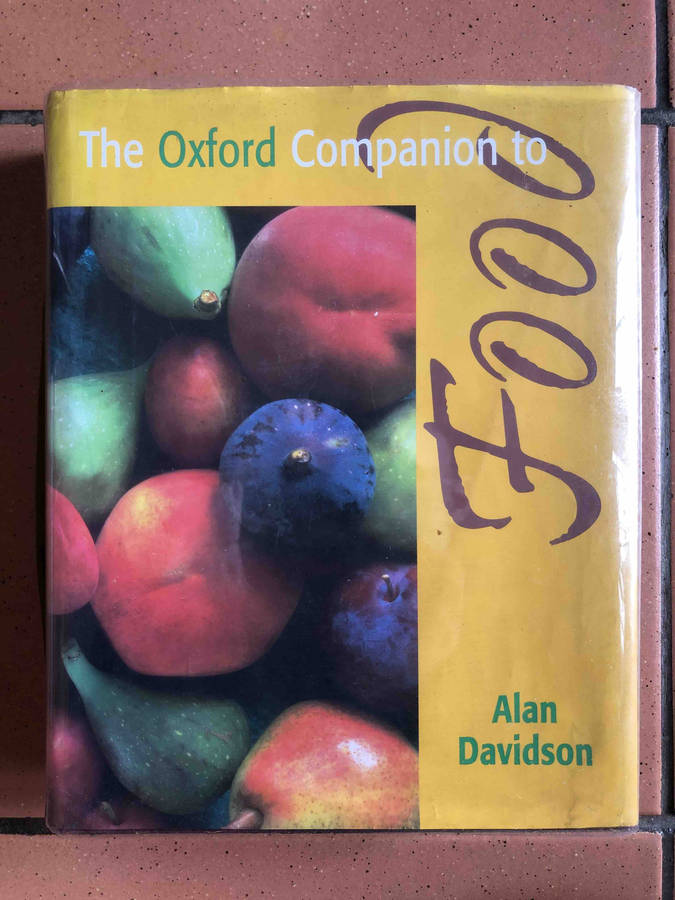 The Oxford Companion to
Food
Alan
Davidson